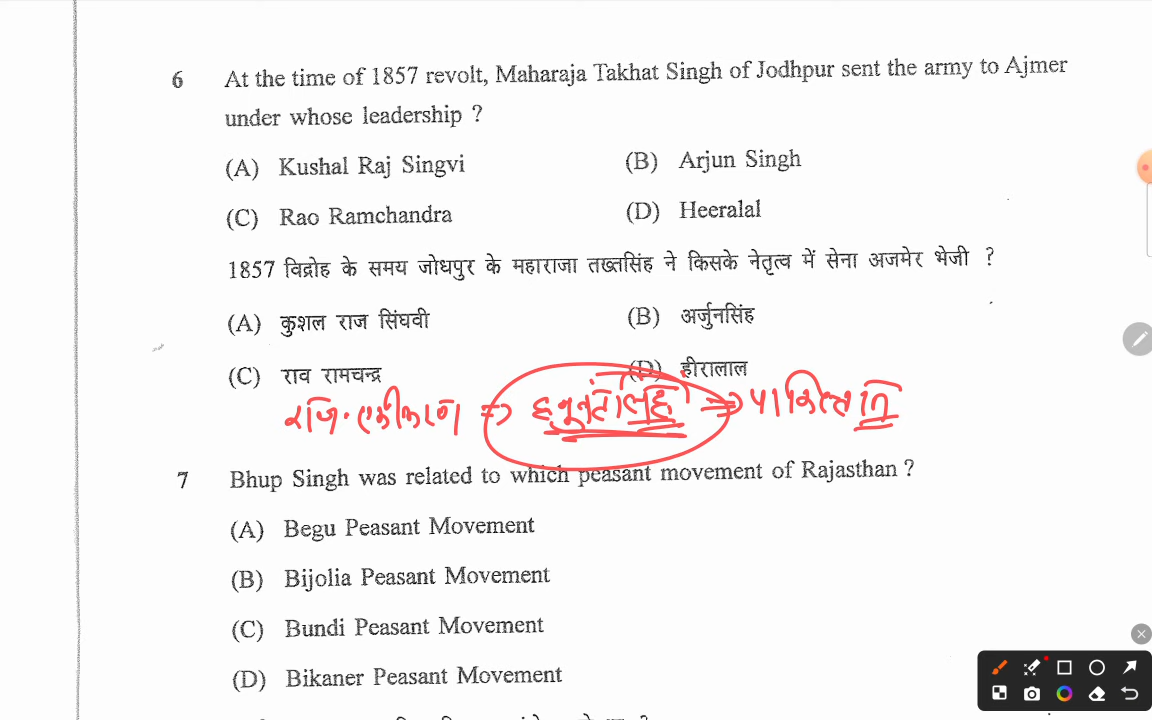 6 At the time of 1857 revolt, Maharaja Takhat Singh of Jodhpur sent the army to Ajmer
under whose leadership ?
(A) Kushal Raj Singvi (B) Arjun Singh
(C) Rao Ramchandra (D) Heeralal
1857 विद्रोह के समय जोधपुर के महाराजा तख्तसिंह ने किसके नेतृत्व में सेना अजमेर भेजी ?
(A) कुशल राज सिंघवी (B) अर्जुनसिंह
(C) राव रामचन्द्र (D) हीरालाल
एकीकरण ⇒ हनुमंतसिंह ⇒ पाकिस्तान
7 Bhup Singh was related to which peasant movement of Rajasthan ?
(A) Begu Peasant Movement
(B) Bijolia Peasant Movement
(C) Bundi Peasant Movement
(D) Bikaner Peasant Movement